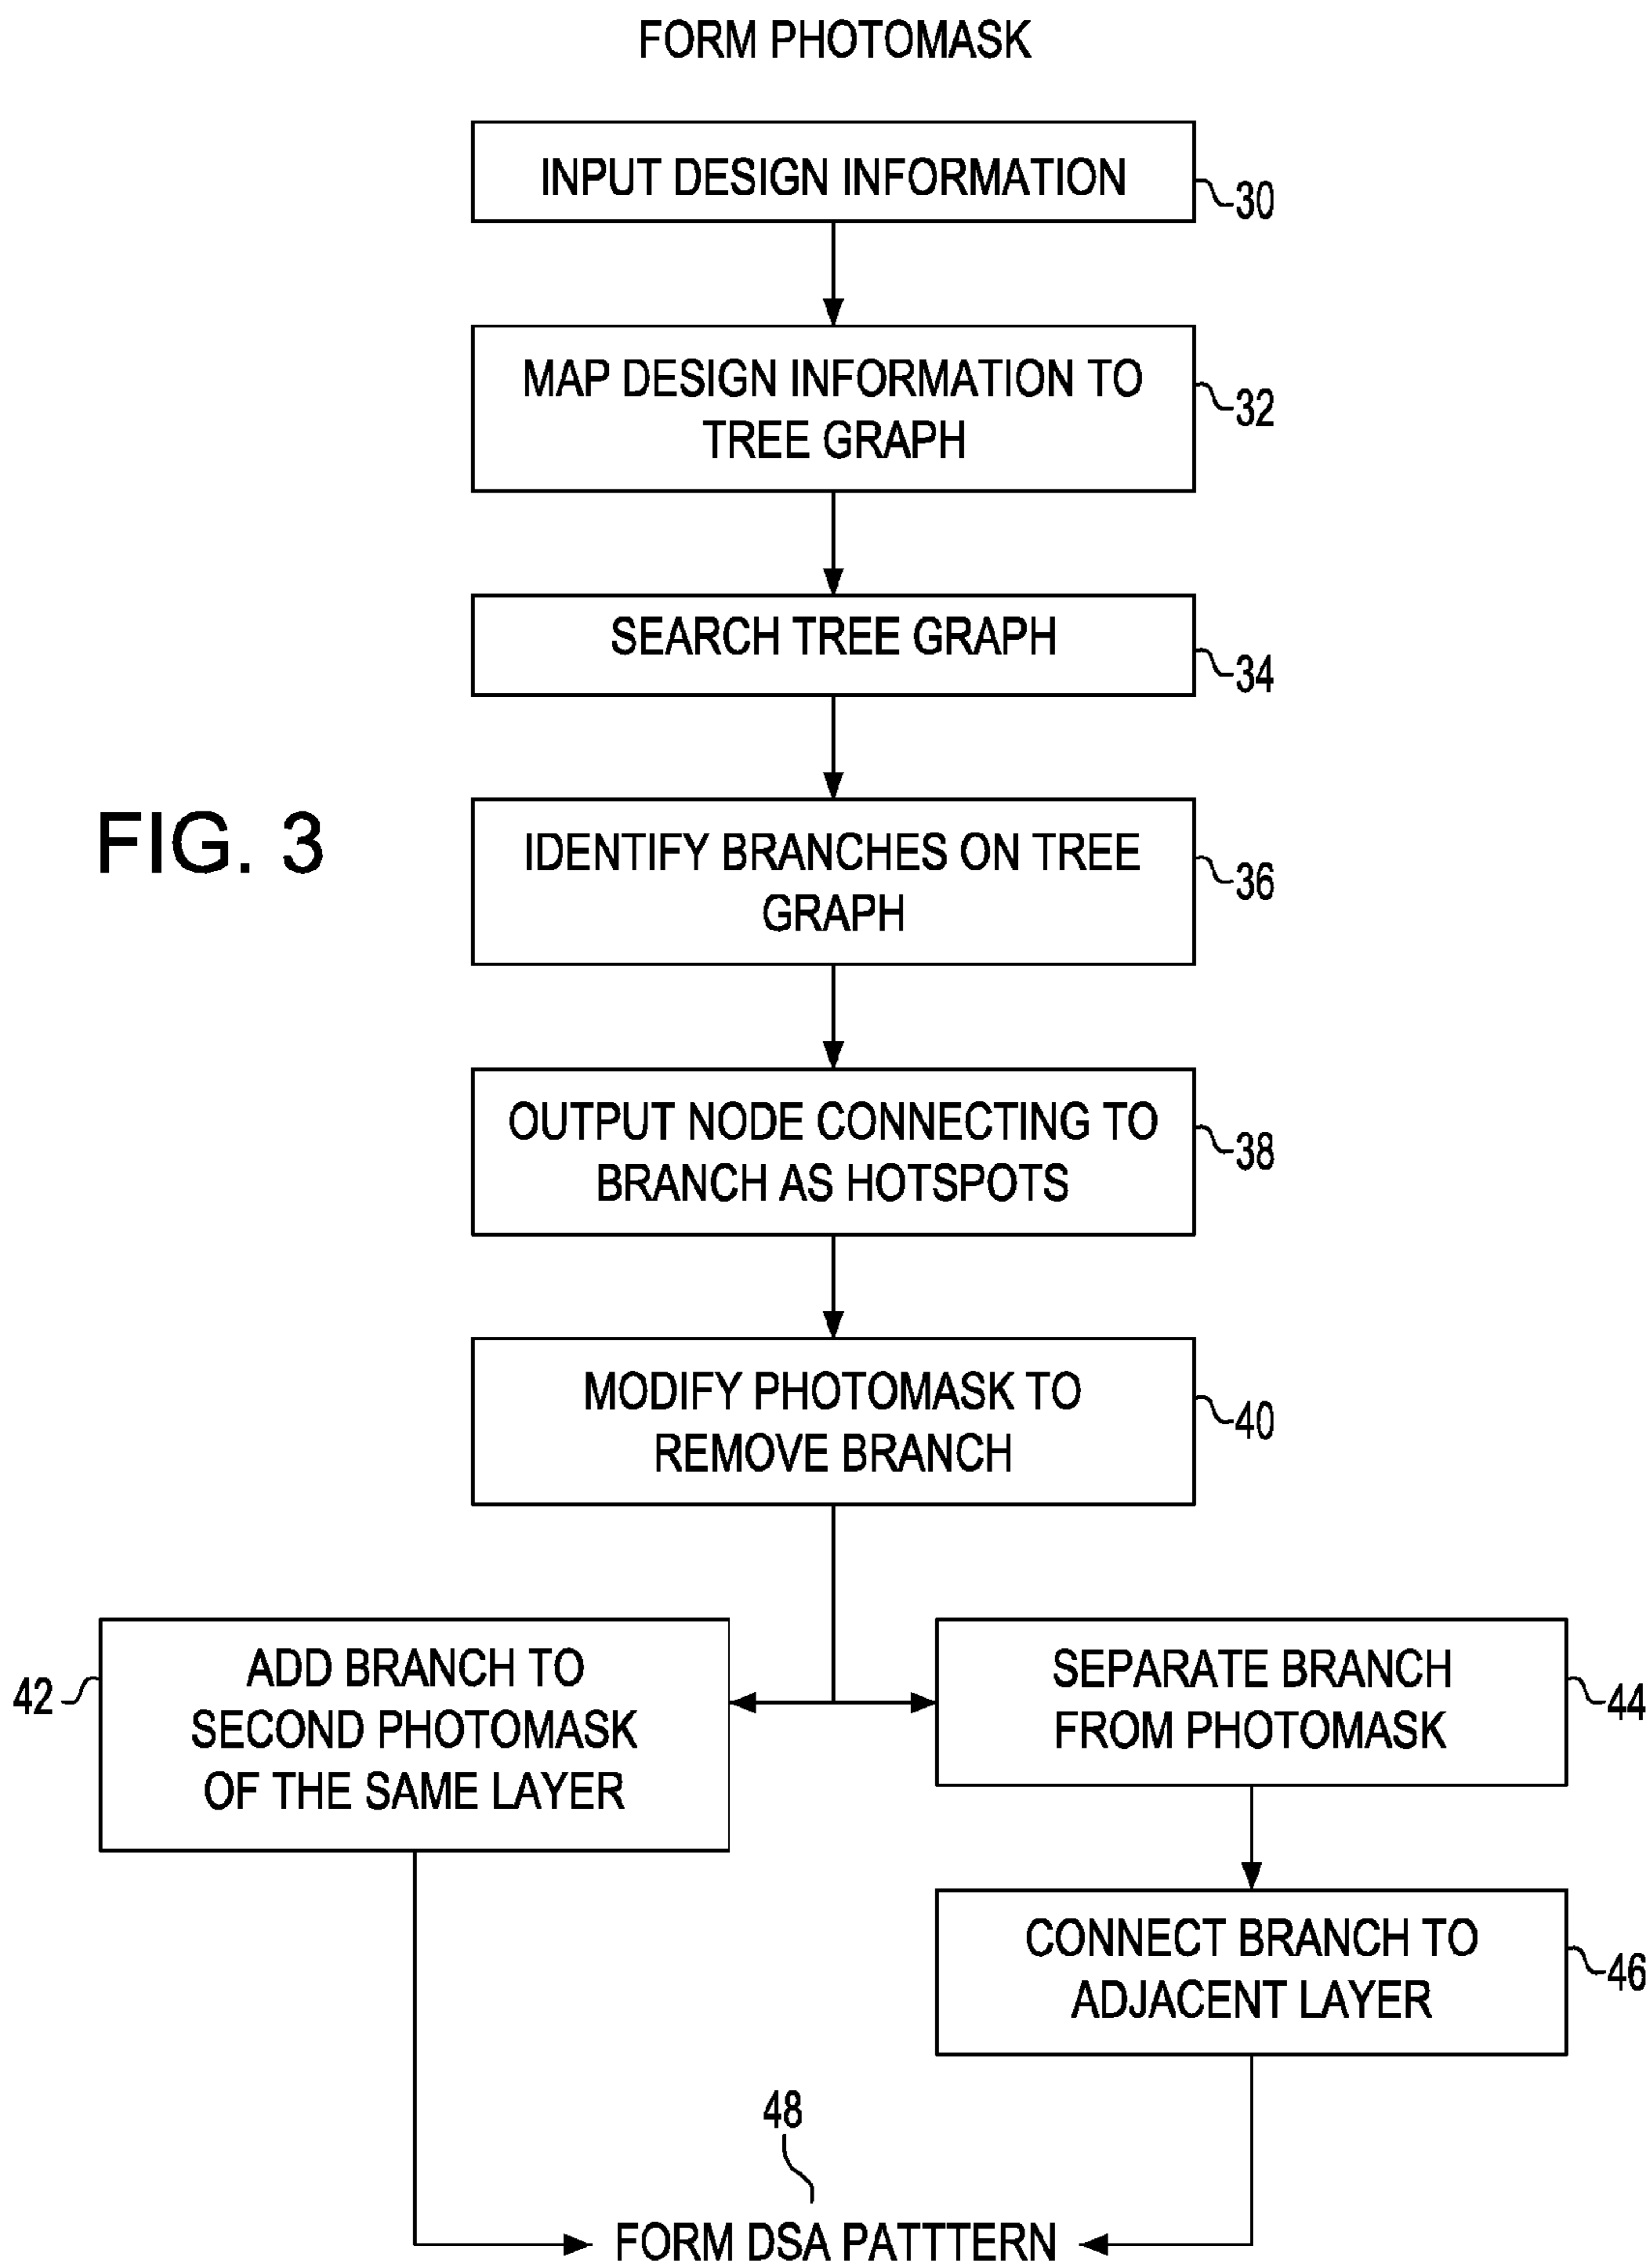 FORM PHOTOMASK
INPUT DESIGN INFORMATION
30
MAP DESIGN INFORMATION TO
TREE GRAPH
32
SEARCH TREE GRAPH
34
FIG. 3
IDENTIFY BRANCHES ON TREE
GRAPH
36
OUTPUT NODE CONNECTING TO
BRANCH AS HOTSPOTS
38
MODIFY PHOTOMASK TO
REMOVE BRANCH
40
42
ADD BRANCH TO
SECOND PHOTOMASK
OF THE SAME LAYER
SEPARATE BRANCH
FROM PHOTOMASK
44
CONNECT BRANCH TO
ADJACENT LAYER
46
48
FORM DSA PATTTERN